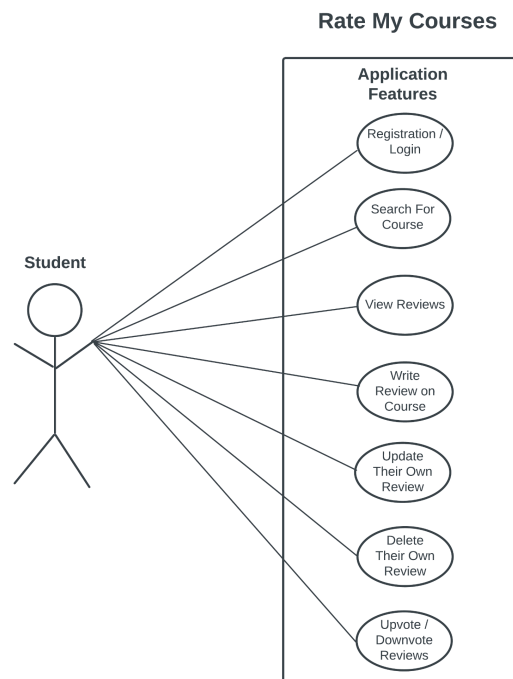 Rate My Courses
Application
Features
Registration /
Login
Search For
Course
Student
View Reviews
Write
Review on
Course
Update
Their Own
Review
Delete
Their Own
Review
Upvote /
Downvote
Reviews